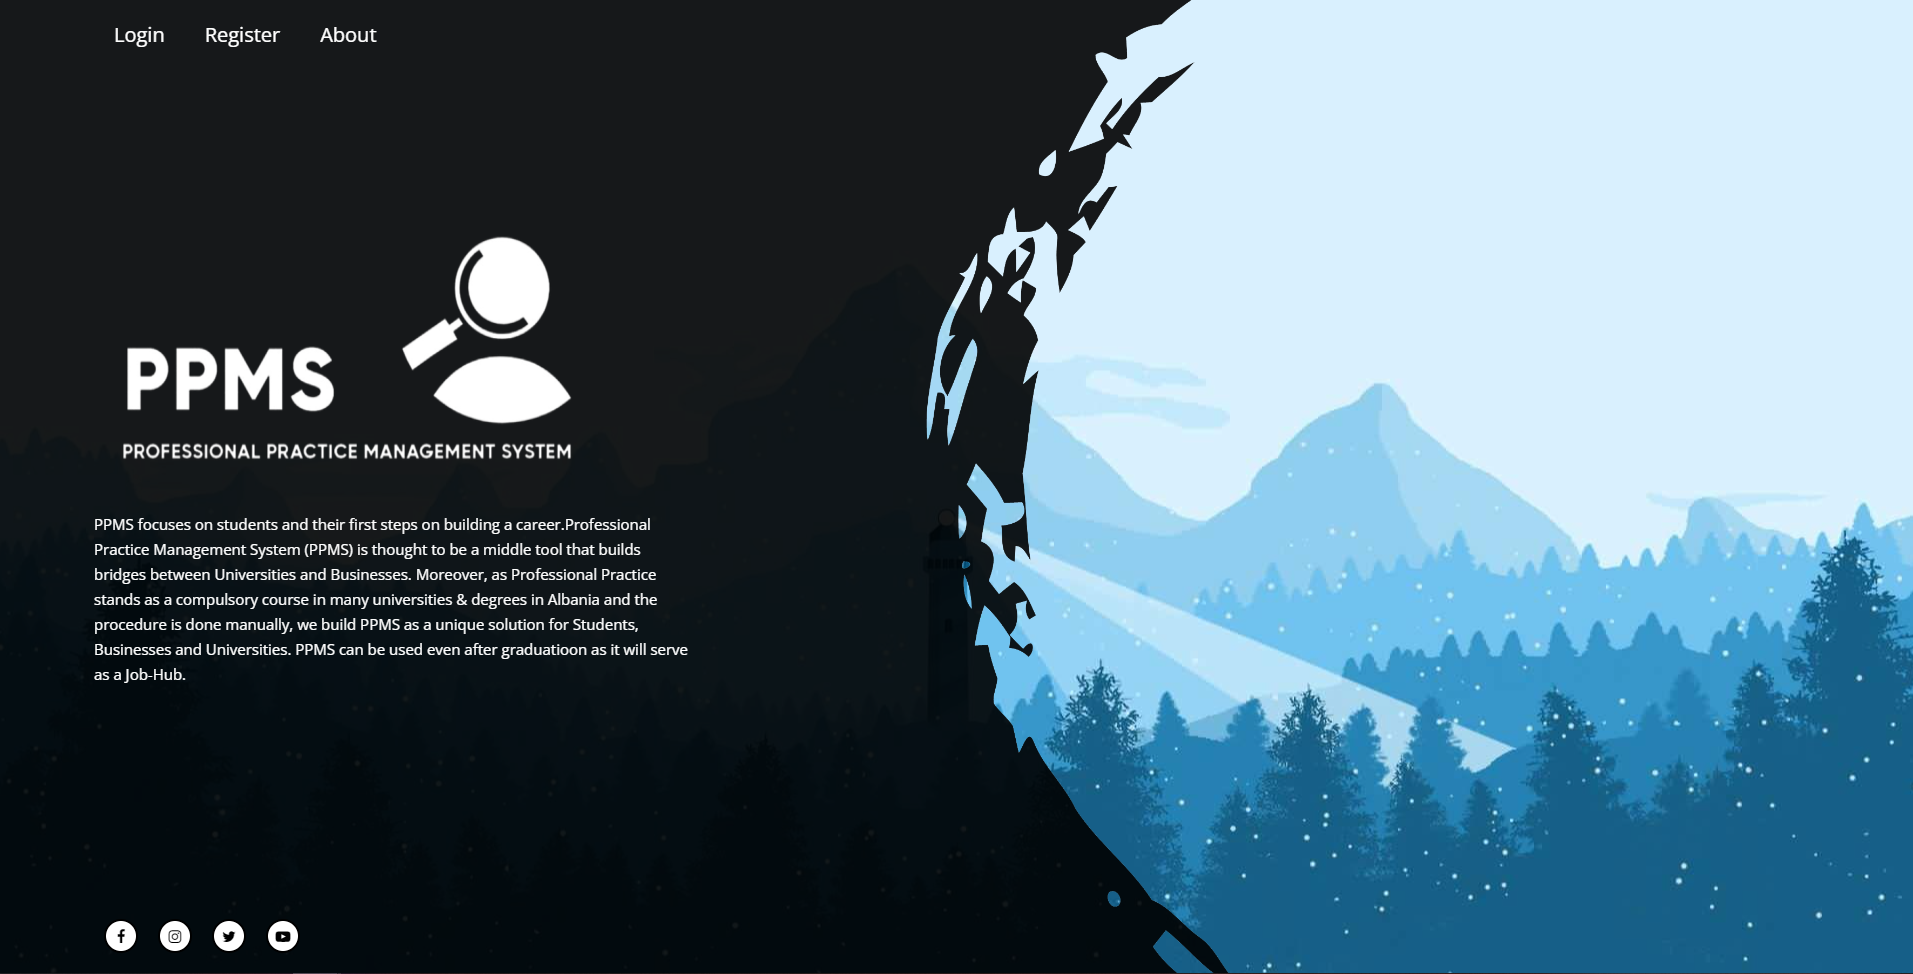 Login Register About
PPMS
PROFESSIONAL PRACTICE MANAGEMENT SYSTEM
PPMS focuses on students and their first steps on building a career.Professional
Practice Management System (PPMS) is thought to be a middle tool that builds
bridges between Universities and Businesses. Moreover, as Professional Practice
stands as a compulsory course in many universities & degrees in Albania and the
procedure is done manually, we build PPMS as a unique solution for Students,
Businesses and Universities. PPMS can be used even after graduatioon as it will serve
as a Job-Hub.